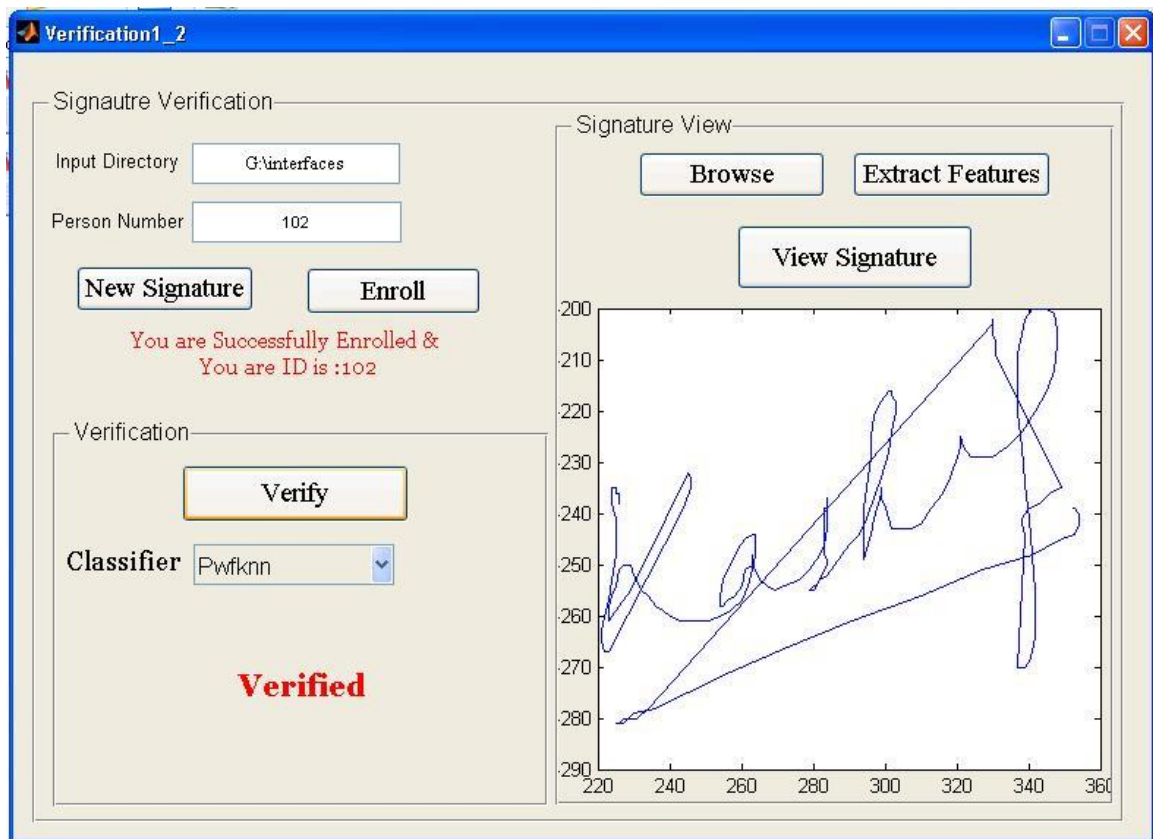 Verification1_2
Signautre Verification
Input Directory G:\interfaces
Person Number 102
New Signature Enroll
You are Successfully Enrolled &
You are ID is :102
Verification
Verify
Classifier Pwfknn
Verified
Signature View
Browse Extract Features
View Signature
-200
-210
-220
-230
-240
-250
-260
-270
-280
-290
220 240 260 280 300 320 340 360